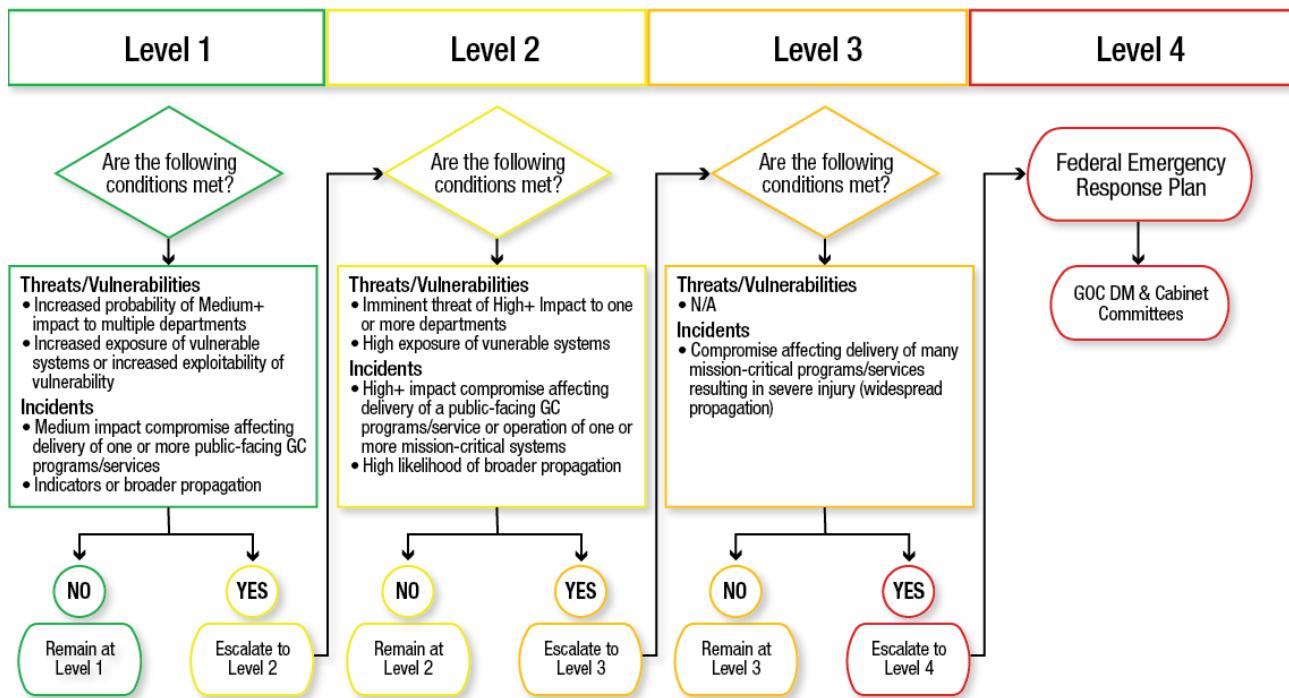 Level 1
Level 2
Level 3
Level 4
Are the following
conditions met?
Threats/Vulnerabilities
• Increased probability of Medium+
impact to multiple departments
• Increased exposure of vulnerable
systems or increased exploitability of
vulnerability
Incidents
• Medium impact compromise affecting
delivery of one or more public-facing GC
programs/services
• Indicators or broader propagation
NO
Remain at
Level 1
YES
Escalate to
Level 2
Are the following
conditions met?
Threats/Vulnerabilities
• Imminent threat of High+ Impact to one
or more departments
• High exposure of vunerable systems
Incidents
• High+ impact compromise affecting
delivery of a public-facing GC
programs/service or operation of one or
more mission-critical systems
• High likelihood of broader propagation
NO
Remain at
Level 2
YES
Escalate to
Level 3
Are the following
conditions met?
Threats/Vulnerabilities
• N/A
Incidents
• Compromise affecting delivery of many
mission-critical programs/services
resulting in severe injury (widespread
propagation)
NO
Remain at
Level 3
YES
Escalate to
Level 4
Federal Emergency
Response Plan
GOC DM & Cabinet
Committees